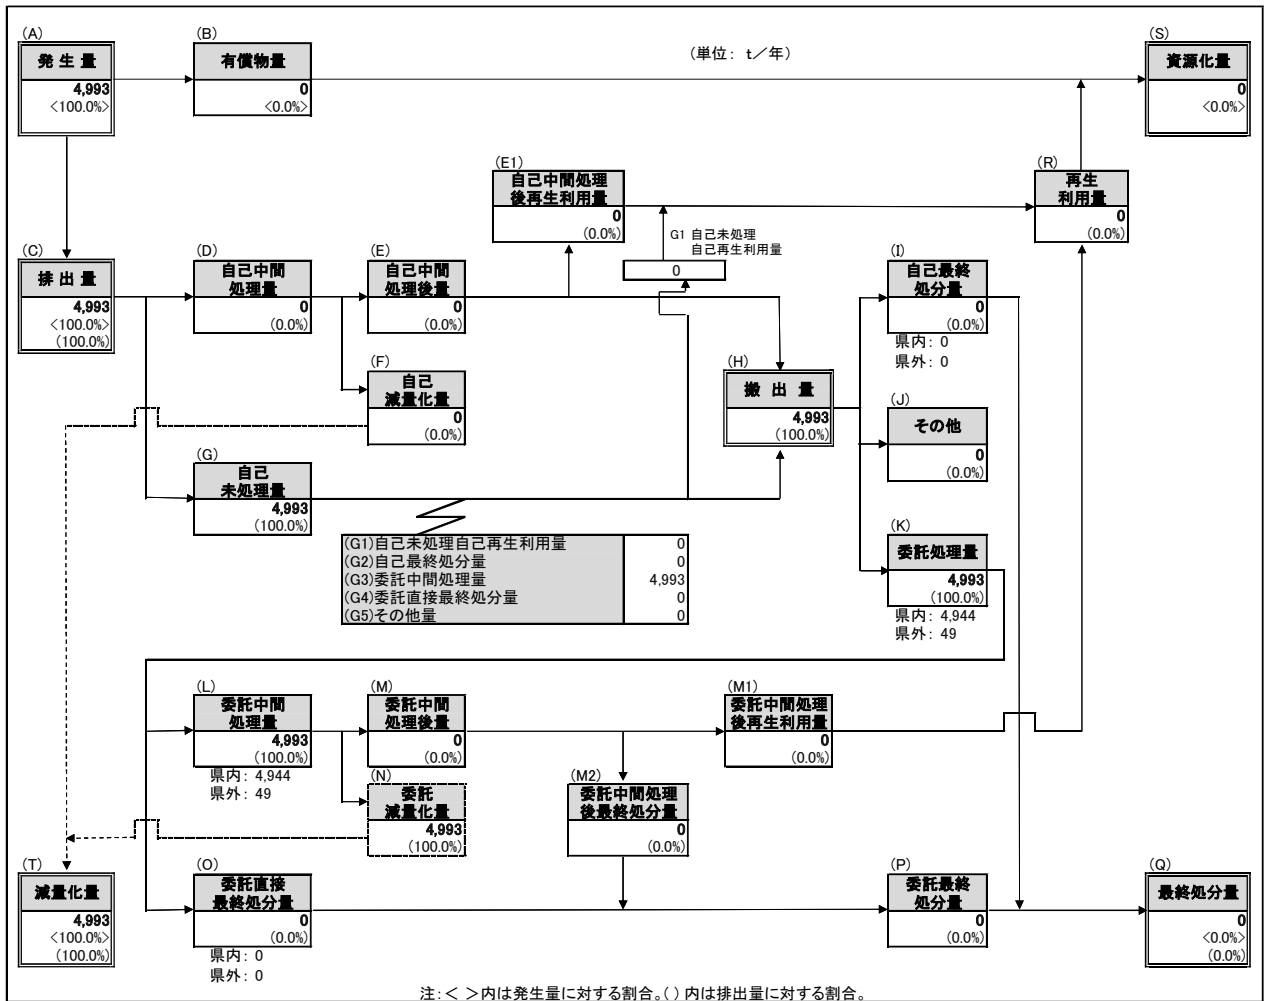 (A)
発 生 量
4,993
<100.0%>
(B)
有償物量
0
<0.0%>
(単位: t/年)
(S)
資源化量
0
<0.0%>
(E1)
自己中間処理
後再生利用量
0
(0.0%)
G1 自己未処理
自己再生利用量
0
(R)
再生
利用量
0
(0.0%)
(C)
排 出 量
4,993
<100.0%>
(100.0%)
(D)
自己中間
処理量
0
(0.0%)
(E)
自己中間
処理後量
0
(0.0%)
(I)
自己最終
処分量
0
(0.0%)
県内: 0
県外: 0
(F)
自己
減量化量
0
(0.0%)
(H)
搬 出 量
4,993
(100.0%)
(J)
その他
0
(0.0%)
(G)
自己
未処理量
4,993
(100.0%)
(G1)自己未処理自己再生利用量 0
(G2)自己最終処分量 0
(G3)委託中間処理量 4,993
(G4)委託直接最終処分量 0
(G5)その他量 0
(K)
委託処理量
4,993
(100.0%)
県内: 4,944
県外: 49
(L)
委託中間
処理量
4,993
(100.0%)
県内: 4,944
県外: 49
(M)
委託中間
処理後量
0
(0.0%)
(M1)
委託中間処理
後再生利用量
0
(0.0%)
(N)
委託
減量化量
4,993
(100.0%)
(M2)
委託中間処理
後最終処分量
0
(0.0%)
(T)
減量化量
4,993
<100.0%>
(100.0%)
(O)
委託直接
最終処分量
0
(0.0%)
県内: 0
県外: 0
(P)
委託最終
処分量
0
(0.0%)
(Q)
最終処分量
0
<0.0%>
(0.0%)
注:< >内は発生量に対する割合。( )内は排出量に対する割合。